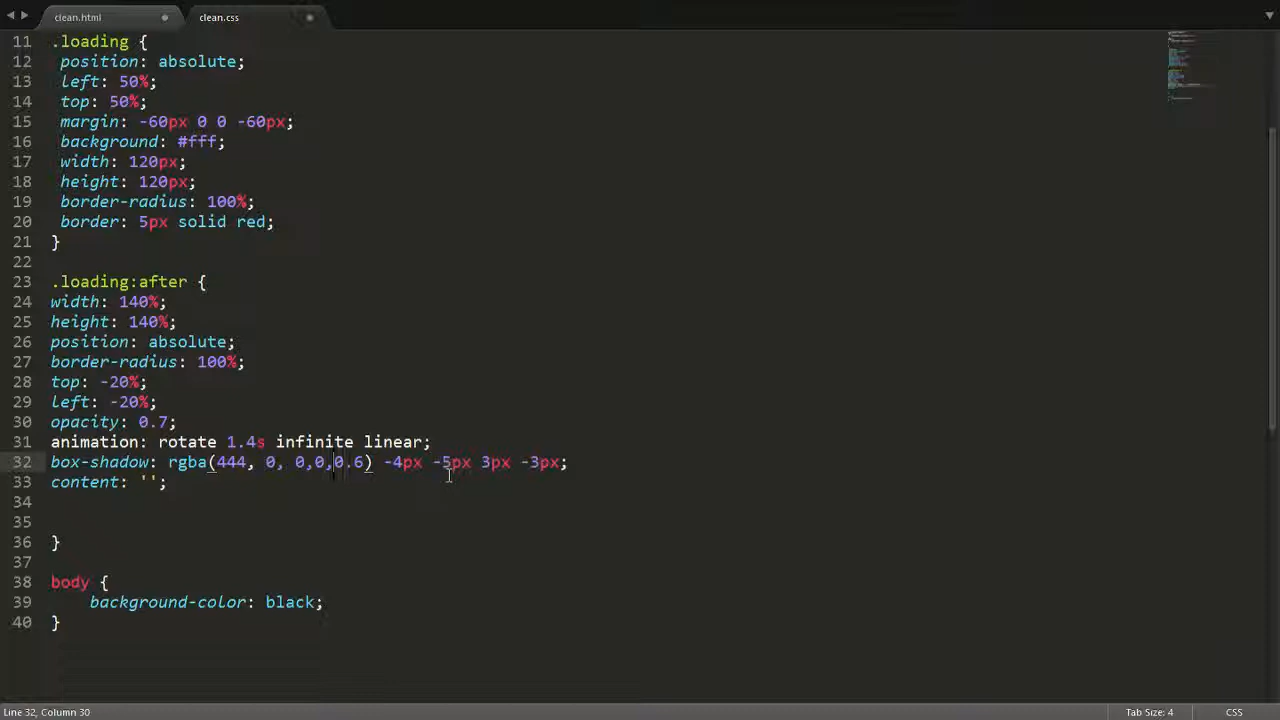 clean.html
clean.css
11 .loading {
12 position: absolute;
13 left: 50%;
14 top: 50%;
15 margin: -60px 0 0 -60px;
16 background: #fff;
17 width: 120px;
18 height: 120px;
19 border-radius: 100%;
20 border: 5px solid red;
21 }
22
23 .loading:after {
24 width: 140%;
25 height: 140%;
26 position: absolute;
27 border-radius: 100%;
28 top: -20%;
29 left: -20%;
30 opacity: 0.7;
31 animation: rotate 1.4s infinite linear;
32 box-shadow: rgba(444, 0, 0,0,0.6) -4px -5px 3px -3px;
33 content: '';
34
35
36 }
37
38 body {
39 background-color: black;
40 }
Line 32, Column 30
Tab Size: 4
CSS